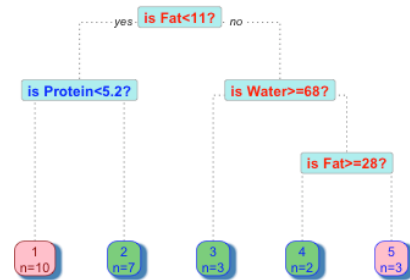 is Fat<11?
yes
no
is Protein<5.2?
is Water>=68?
is Fat>=28?
1
n=10
2
n=7
3
n=3
4
n=2
5
n=3